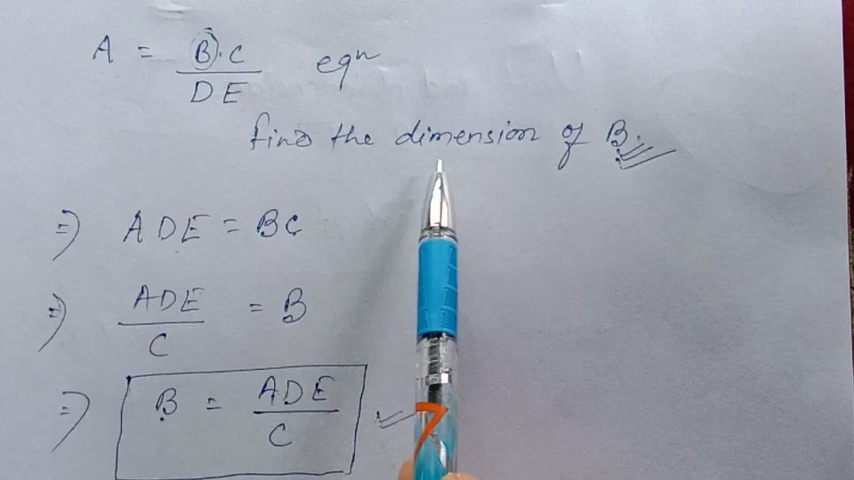 A = B.C / DE eqn
find the dimension of B.
=) ADE = BC
=) ADE / C = B
=) B = ADE / C